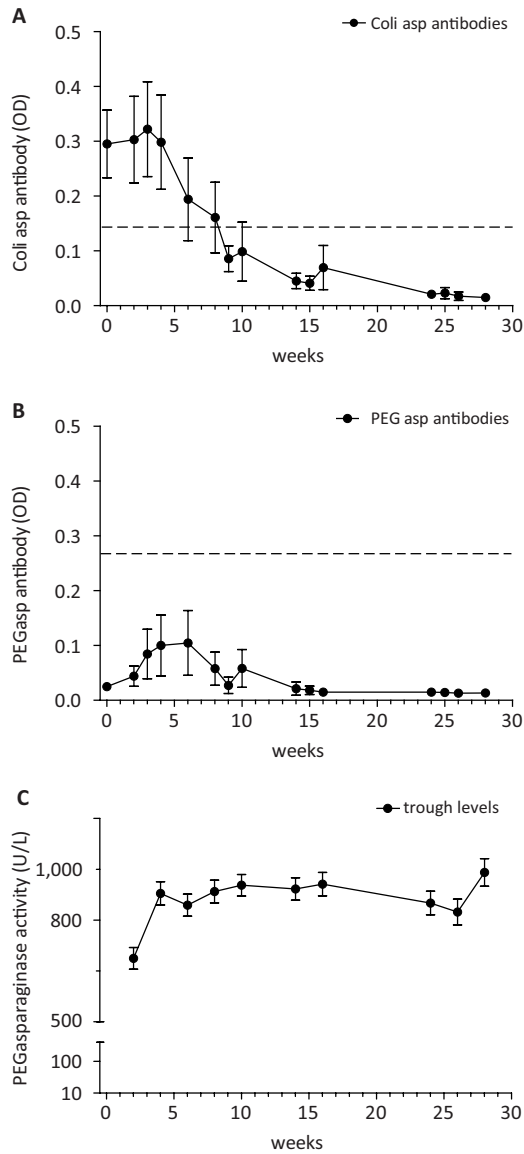 A
Coli asp antibodies
Coli asp antibody (OD)
0.5
0.4
0.3
0.2
0.1
0.0
0 5 10 15 20 25 30
weeks
B
PEG asp antibodies
PEGasp antibody (OD)
0.5
0.4
0.3
0.2
0.1
0.0
0 5 10 15 20 25 30
weeks
C
trough levels
PEGasparaginase activity (U/L)
1,000
800
500
100
10
0 5 10 15 20 25 30
weeks